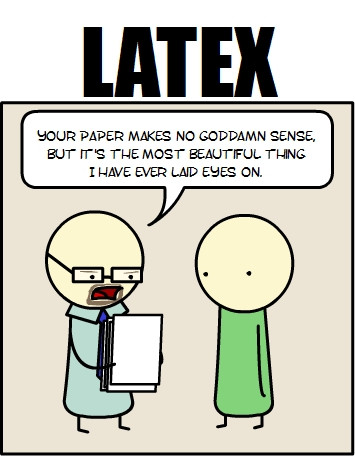 LATEX
YOUR PAPER MAKES NO GODDAMN SENSE,
BUT IT'S THE MOST BEAUTIFUL THING
I HAVE EVER LAID EYES ON.